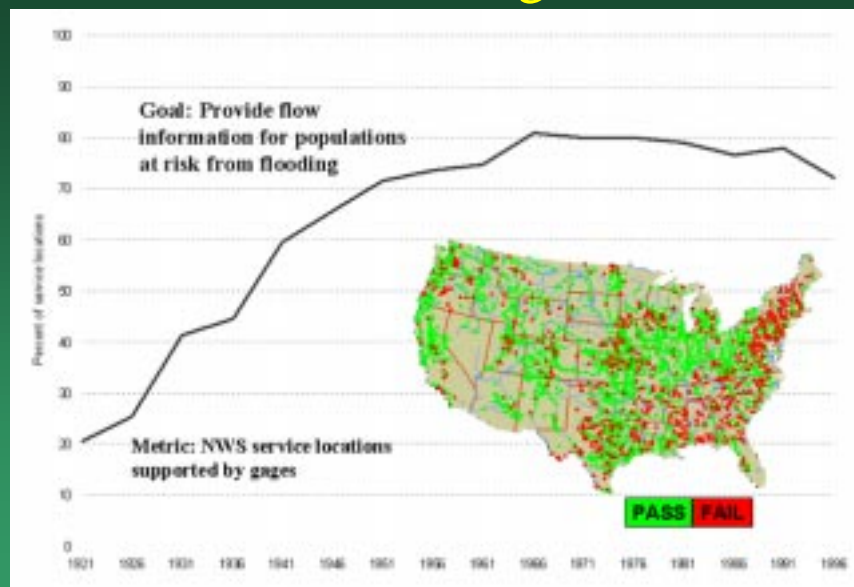 100
90
Goal: Provide flow
information for populations
at risk from flooding
80
70
60
50
40
30
20
10
0
Percent of service locations
Metric: NWS service locations
supported by gages
PASS FAIL
1921 1926 1931 1936 1941 1946 1951 1956 1961 1966 1971 1976 1981 1986 1991 1996